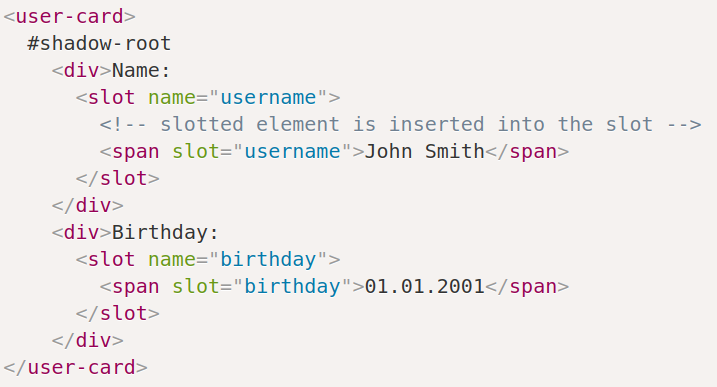 <user-card>
  #shadow-root
    <div>Name:
      <slot name="username">
        <!-- slotted element is inserted into the slot -->
        <span slot="username">John Smith</span>
      </slot>
    </div>
    <div>Birthday:
      <slot name="birthday">
        <span slot="birthday">01.01.2001</span>
      </slot>
    </div>
</user-card>